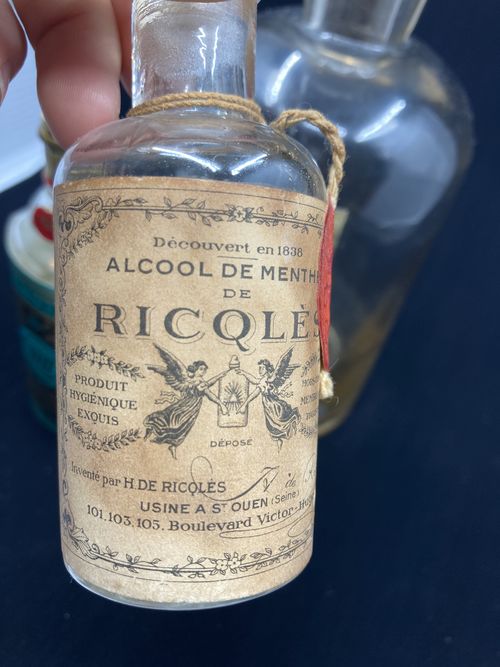 Découvert en 1838
ALCOOL DE MENTHE
DE
RICQLÈS
PRODUIT
HYGIÉNIQUE
EXQUIS
DÉPOSÉ
Inventé par H. DE RICQLÈS
USINE A ST OUEN (Seine)
101. 103. 105. Boulevard Victor-Hugo